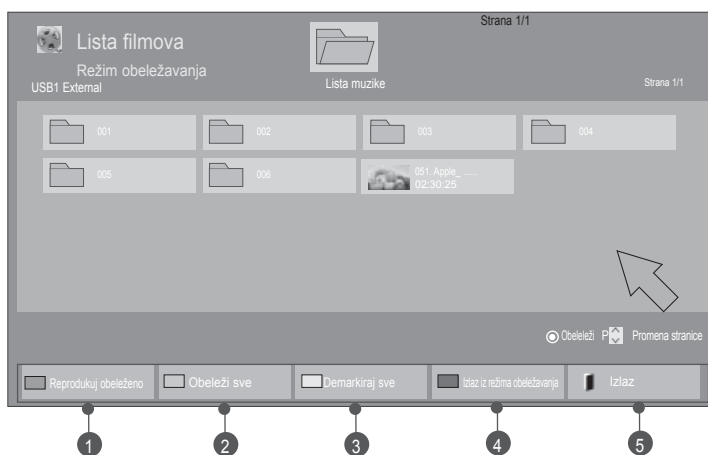 Strana 1/1
Lista filmova
Režim obeležavanja
USB1 External
Lista muzike
Strana 1/1
001 002 003 004
005 006 051. Apple_ ......
02:30:25
Obeleleži P Promena stranice
Reprodukuj obeleženo Obeleži sve Demarkiraj sve Izlaz iz režima obeležavanja Izlaz
1 2 3 4 5